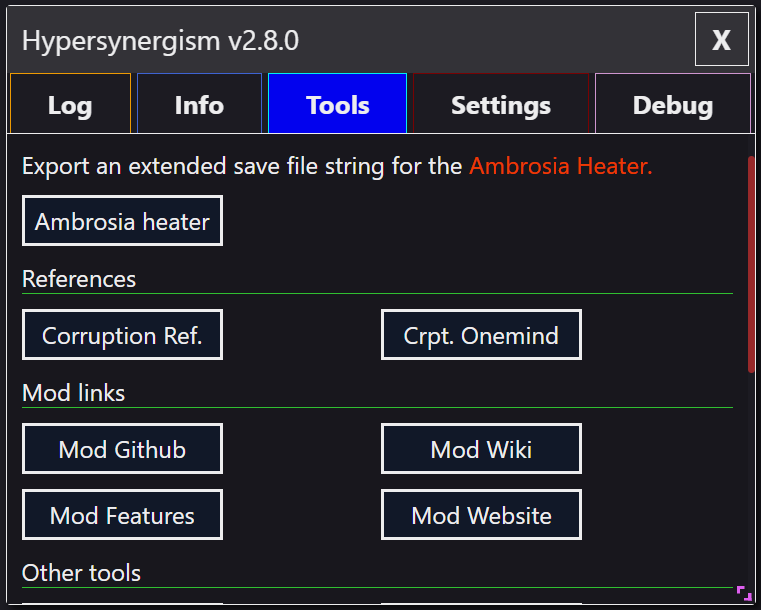 Hypersynergism v2.8.0
X
Log Info Tools Settings Debug
Export an extended save file string for the Ambrosia Heater.
Ambrosia heater
References
Corruption Ref. Crpt. Onemind
Mod links
Mod Github Mod Wiki
Mod Features Mod Website
Other tools